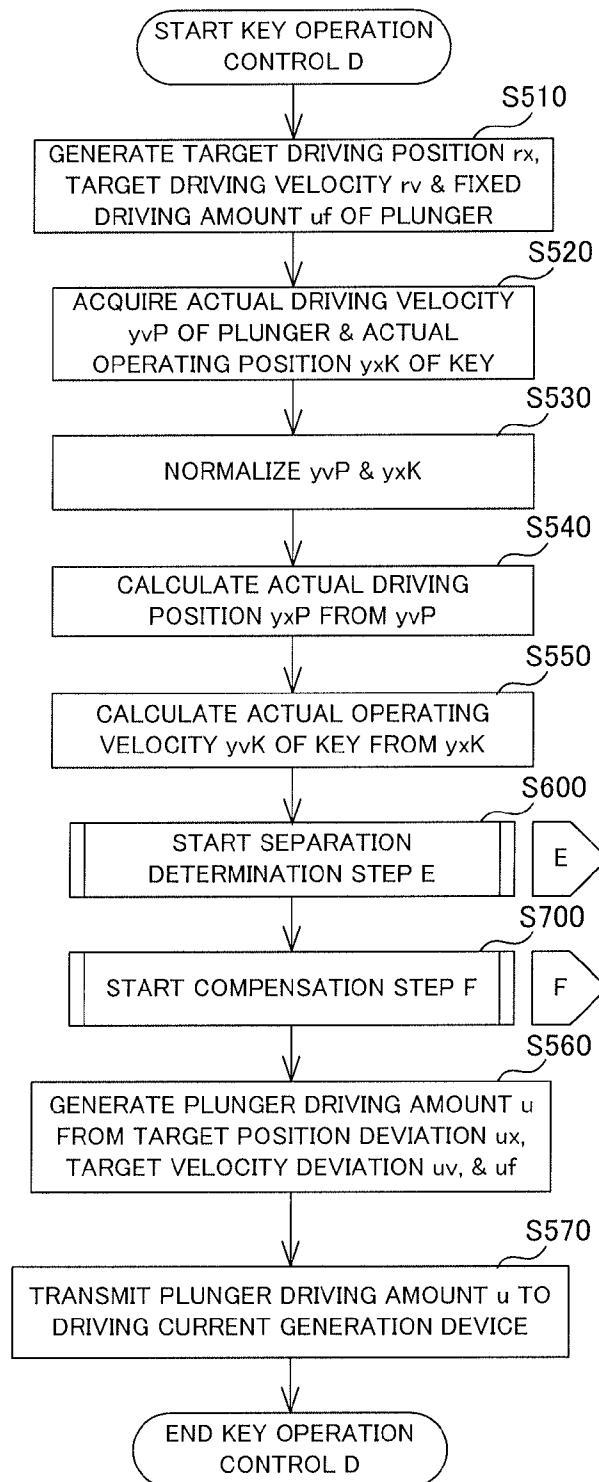 START KEY OPERATION
CONTROL D
S510
GENERATE TARGET DRIVING POSITION rx,
TARGET DRIVING VELOCITY rv & FIXED
DRIVING AMOUNT uf OF PLUNGER
S520
ACQUIRE ACTUAL DRIVING VELOCITY
yvP OF PLUNGER & ACTUAL
OPERATING POSITION yxK OF KEY
S530
NORMALIZE yvP & yxK
S540
CALCULATE ACTUAL DRIVING
POSITION yxP FROM yvP
S550
CALCULATE ACTUAL OPERATING
VELOCITY yvK OF KEY FROM yxK
S600
START SEPARATION
DETERMINATION STEP E
E
S700
START COMPENSATION STEP F
F
S560
GENERATE PLUNGER DRIVING AMOUNT u
FROM TARGET POSITION DEVIATION ux,
TARGET VELOCITY DEVIATION uv, & uf
S570
TRANSMIT PLUNGER DRIVING AMOUNT u TO
DRIVING CURRENT GENERATION DEVICE
END KEY OPERATION
CONTROL D